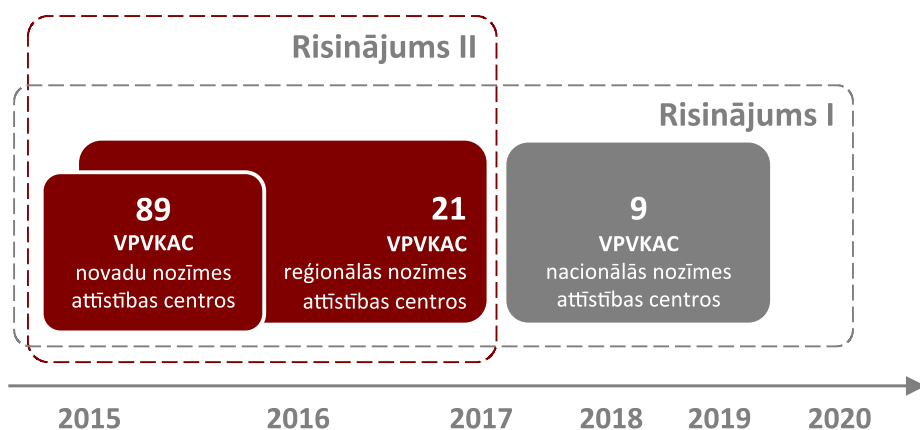 Risinājums II
Risinājums I
89
VPVKAC
novadu nozīmes
attīstības centros
21
VPVKAC
reģionālās nozīmes
attīstības centros
9
VPVKAC
nacionālās nozīmes
attīstības centros
2015 2016 2017 2018 2019 2020